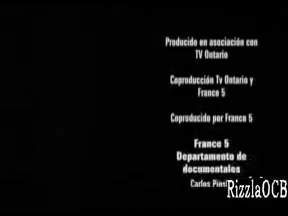 Producido en asociación con
TV Ontario
Coproducción Tv Ontario y
France 5
Coproducido por France 5
France 5
Departamento de
documentales
Carlos
RizzlaOCB